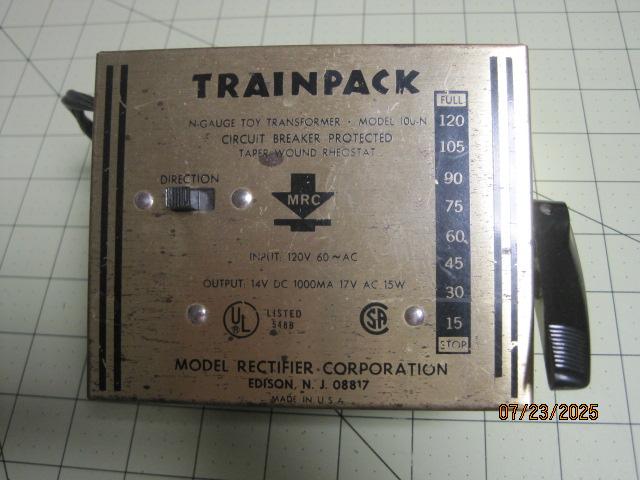 TRAINPACK
N-GAUGE TOY TRANSFORMER · MODEL 100-N
CIRCUIT BREAKER PROTECTED
TAPER WOUND RHEOSTAT
DIRECTION
MRC
INPUT: 120V 60~AC
OUTPUT: 14V DC 1000MA 17V AC 15W
UL
®
LISTED
548B
SA
MODEL RECTIFIER·CORPORATION
EDISON, N. J. 08817
MADE IN U.S.A.
FULL
120
105
90
75
60
45
30
15
STOP
07/23/2025